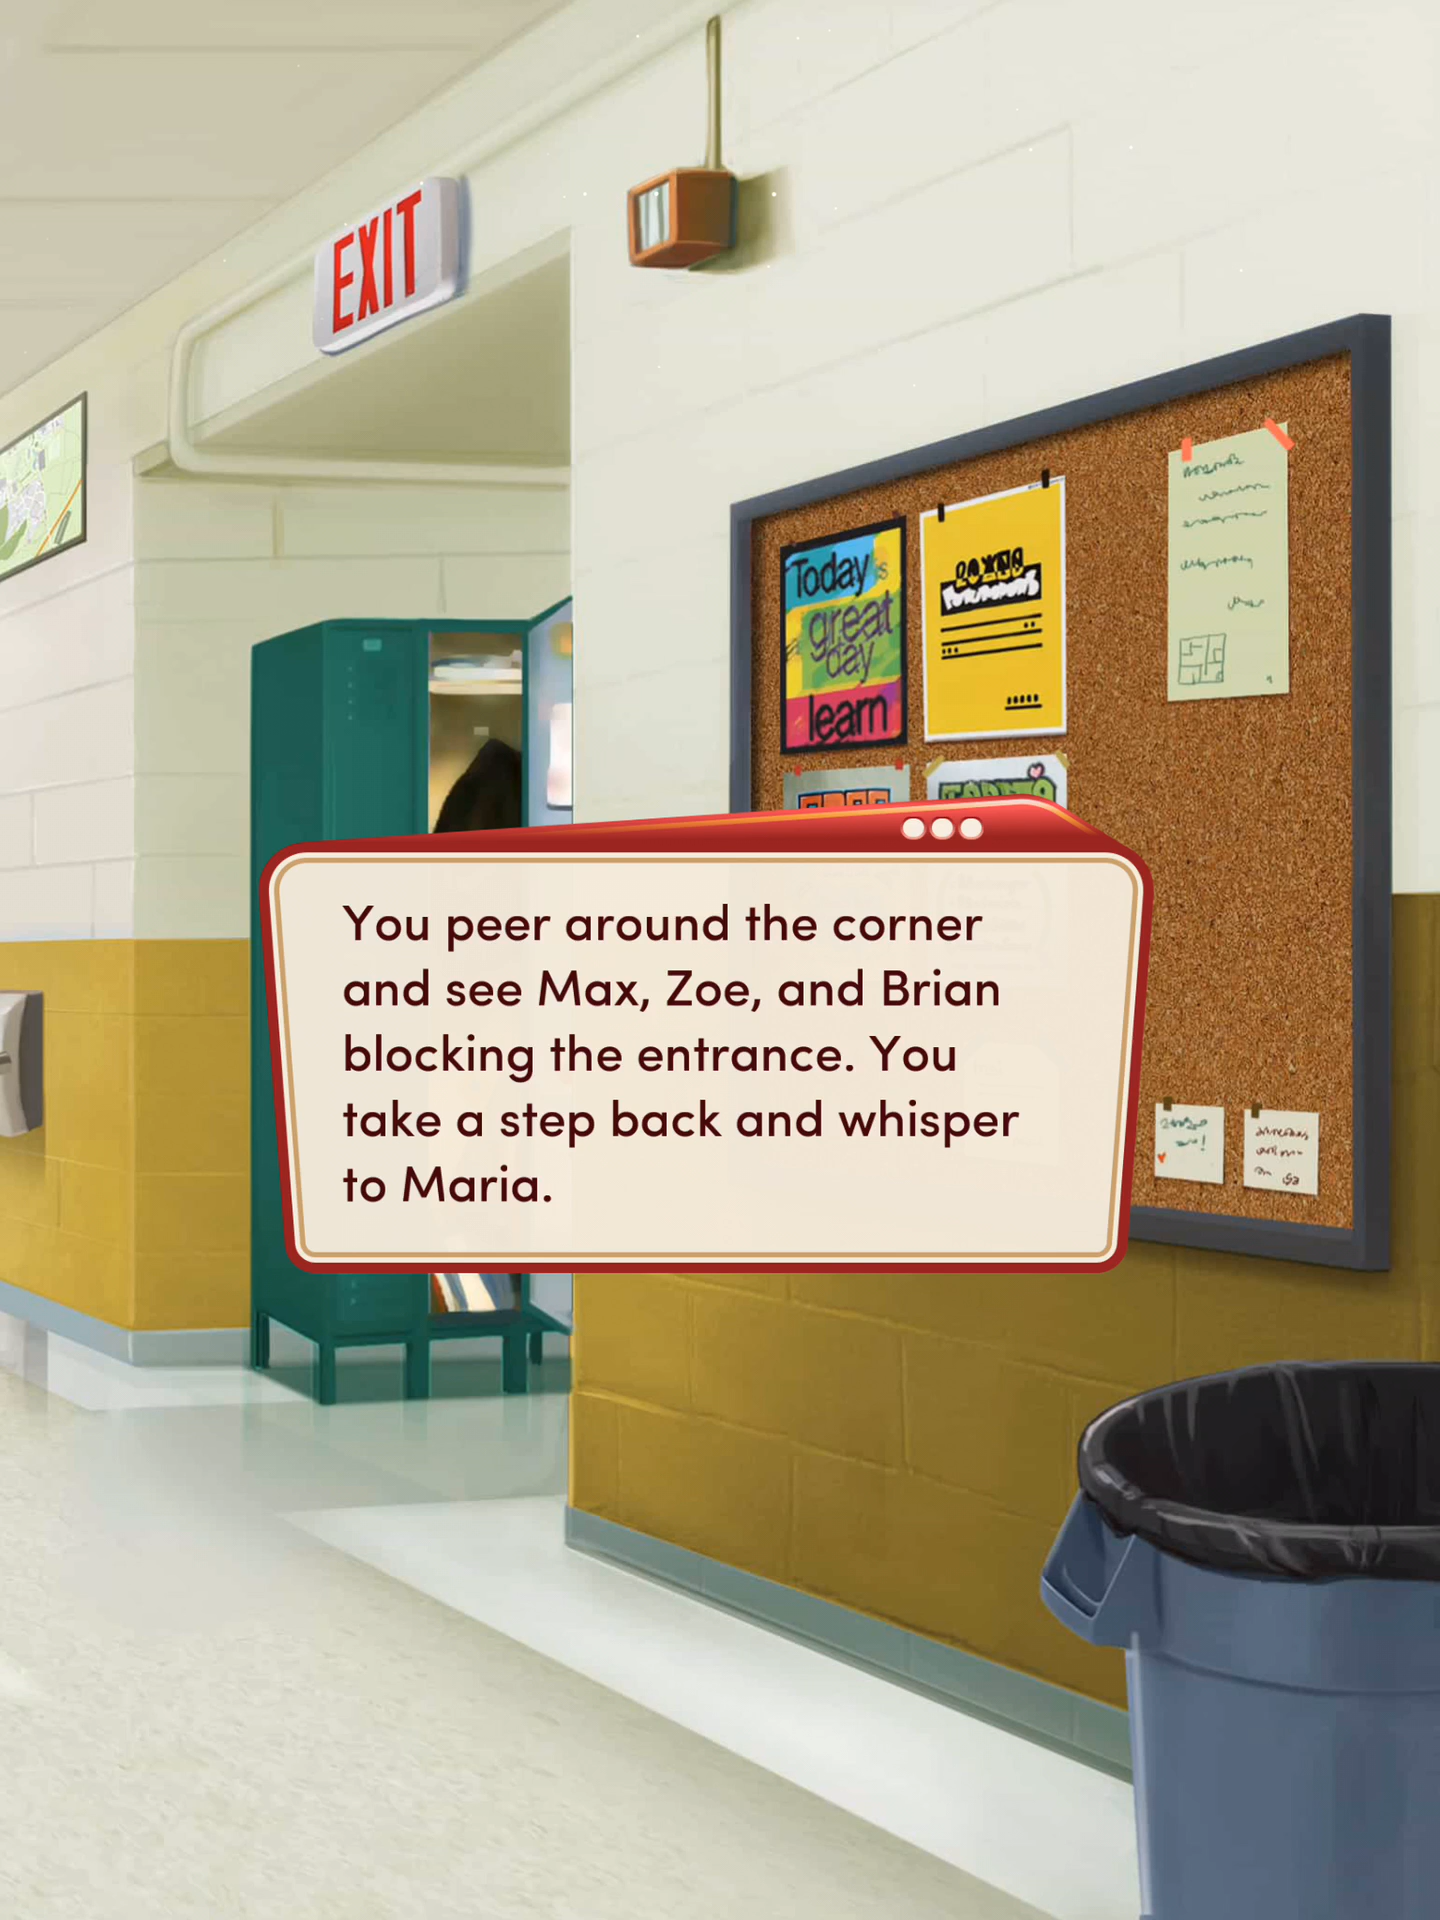 EXIT
Today is
great
day
learn
You peer around the corner
and see Max, Zoe, and Brian
blocking the entrance. You
take a step back and whisper
to Maria.